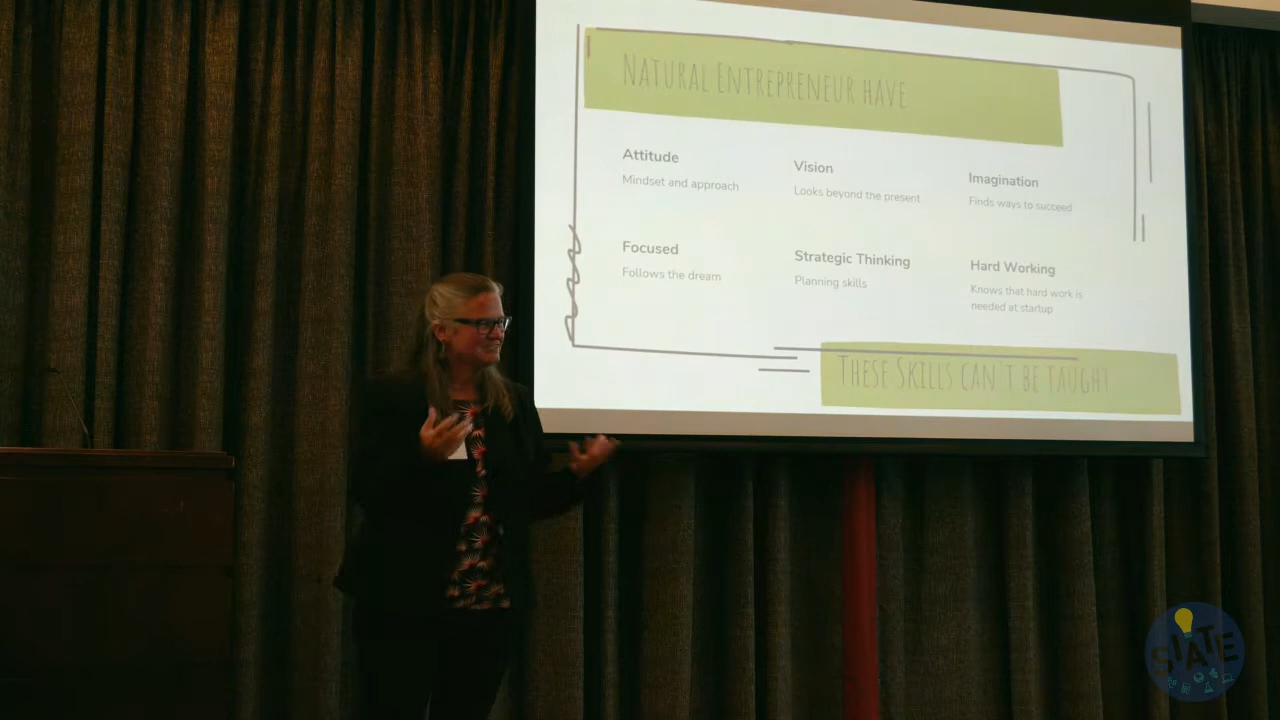 NATURAL ENTREPRENEUR HAVE
Attitude
Mindset and approach
Vision
Looks beyond the present
Imagination
Finds ways to succeed
Focused
Follows the dream
Strategic Thinking
Planning skills
Hard Working
Knows that hard work is
needed at startup
THESE SKILLS CAN'T BE TAUGHT
STATE